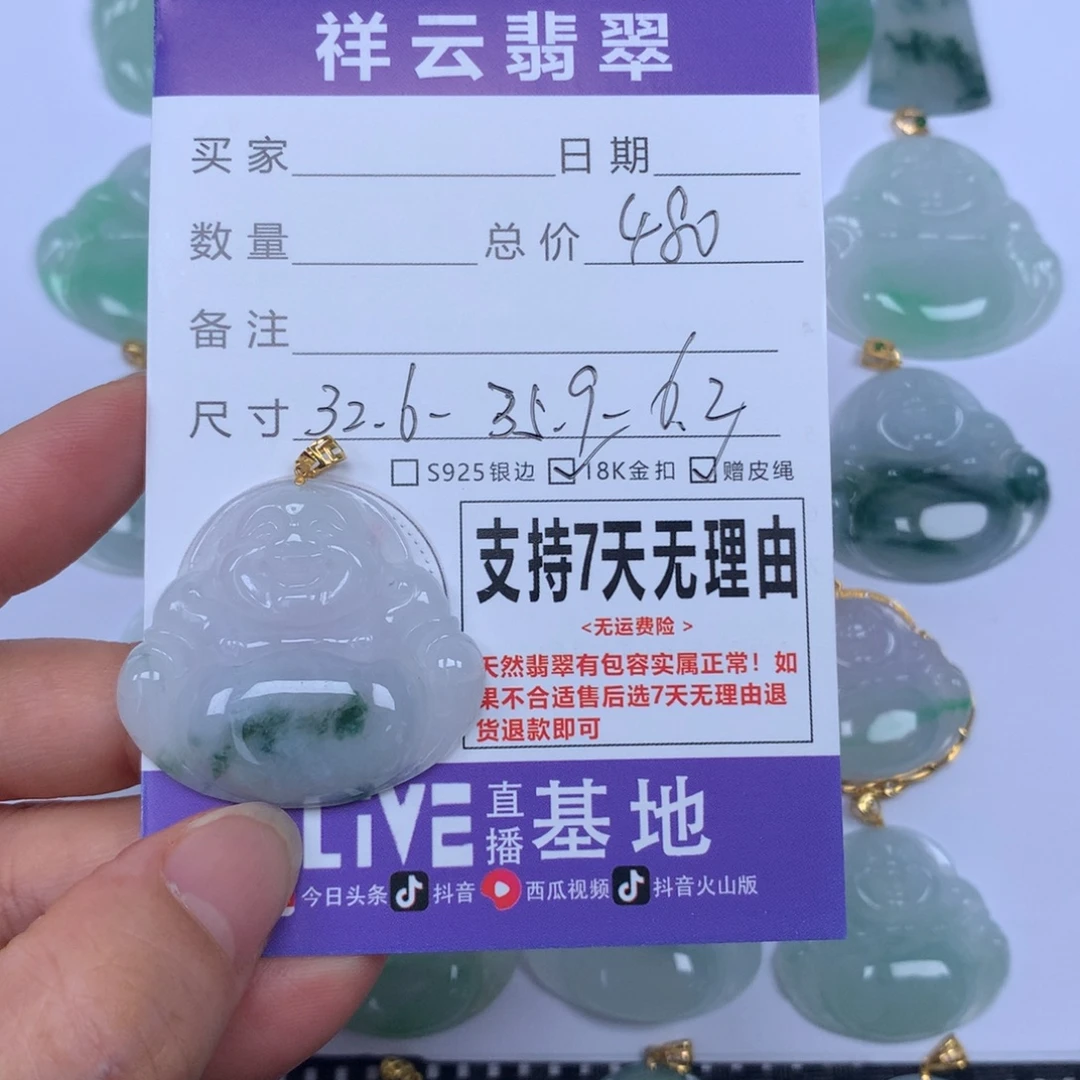 祥云翡翠
买家 日期
数量 总价 480
备注
尺寸 32.6-35.9-6.2
S925银边 18K金扣 赠皮绳
支持7天无理由
<无运费险>
天然翡翠有包容实属正常！如
果不合适售后选7天无理由退
货退款即可
LIVE 直播 基地
今日头条 抖音 西瓜视频 抖音火山版